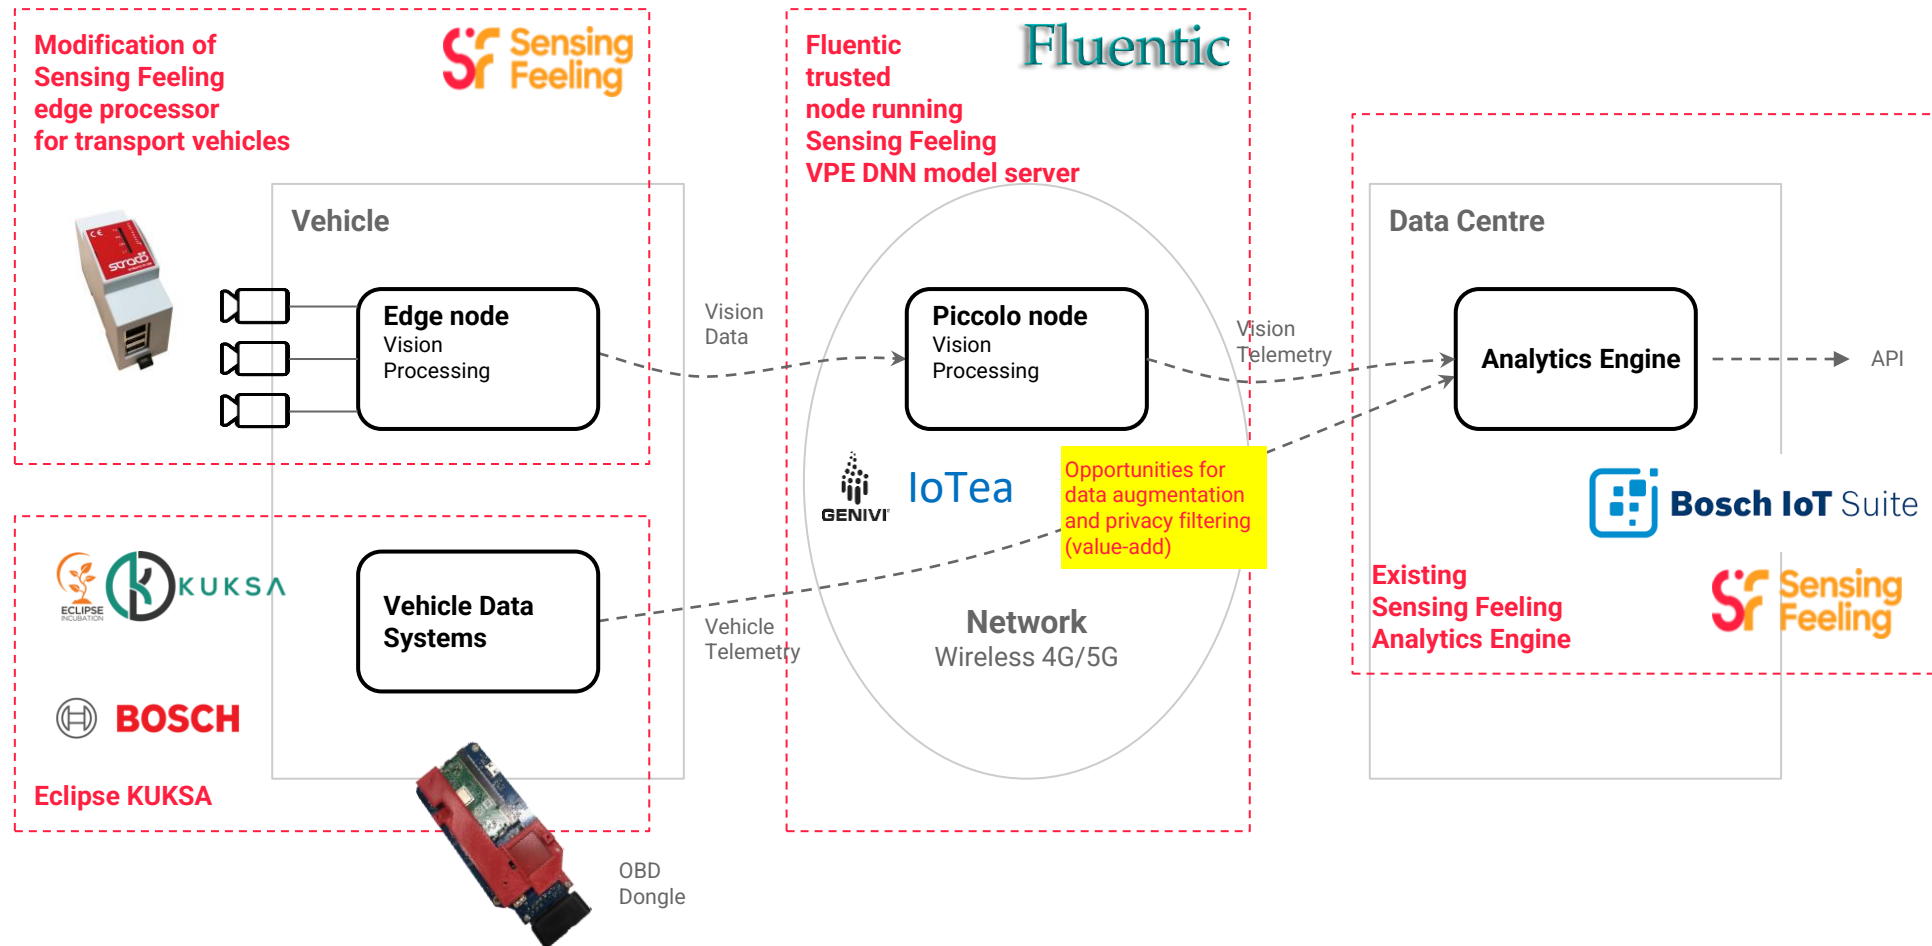 Modification of
Sensing Feeling
edge processor
for transport vehicles
Sensing
Feeling
Fluentic
trusted
node running
Sensing Feeling
VPE DNN model server
Fluentic
Vehicle
Data Centre
Edge node
Vision
Processing
Vision
Data
Piccolo node
Vision
Processing
Vision
Telemetry
Analytics Engine
API
GENIVI
IoTea
Opportunities for
data augmentation
and privacy filtering
(value-add)
Bosch IoT Suite
ECLIPSE
INCUBATION
KUKSA
Vehicle Data
Systems
Vehicle
Telemetry
Network
Wireless 4G/5G
Existing
Sensing Feeling
Analytics Engine
Sensing
Feeling
BOSCH
Eclipse KUKSA
OBD
Dongle